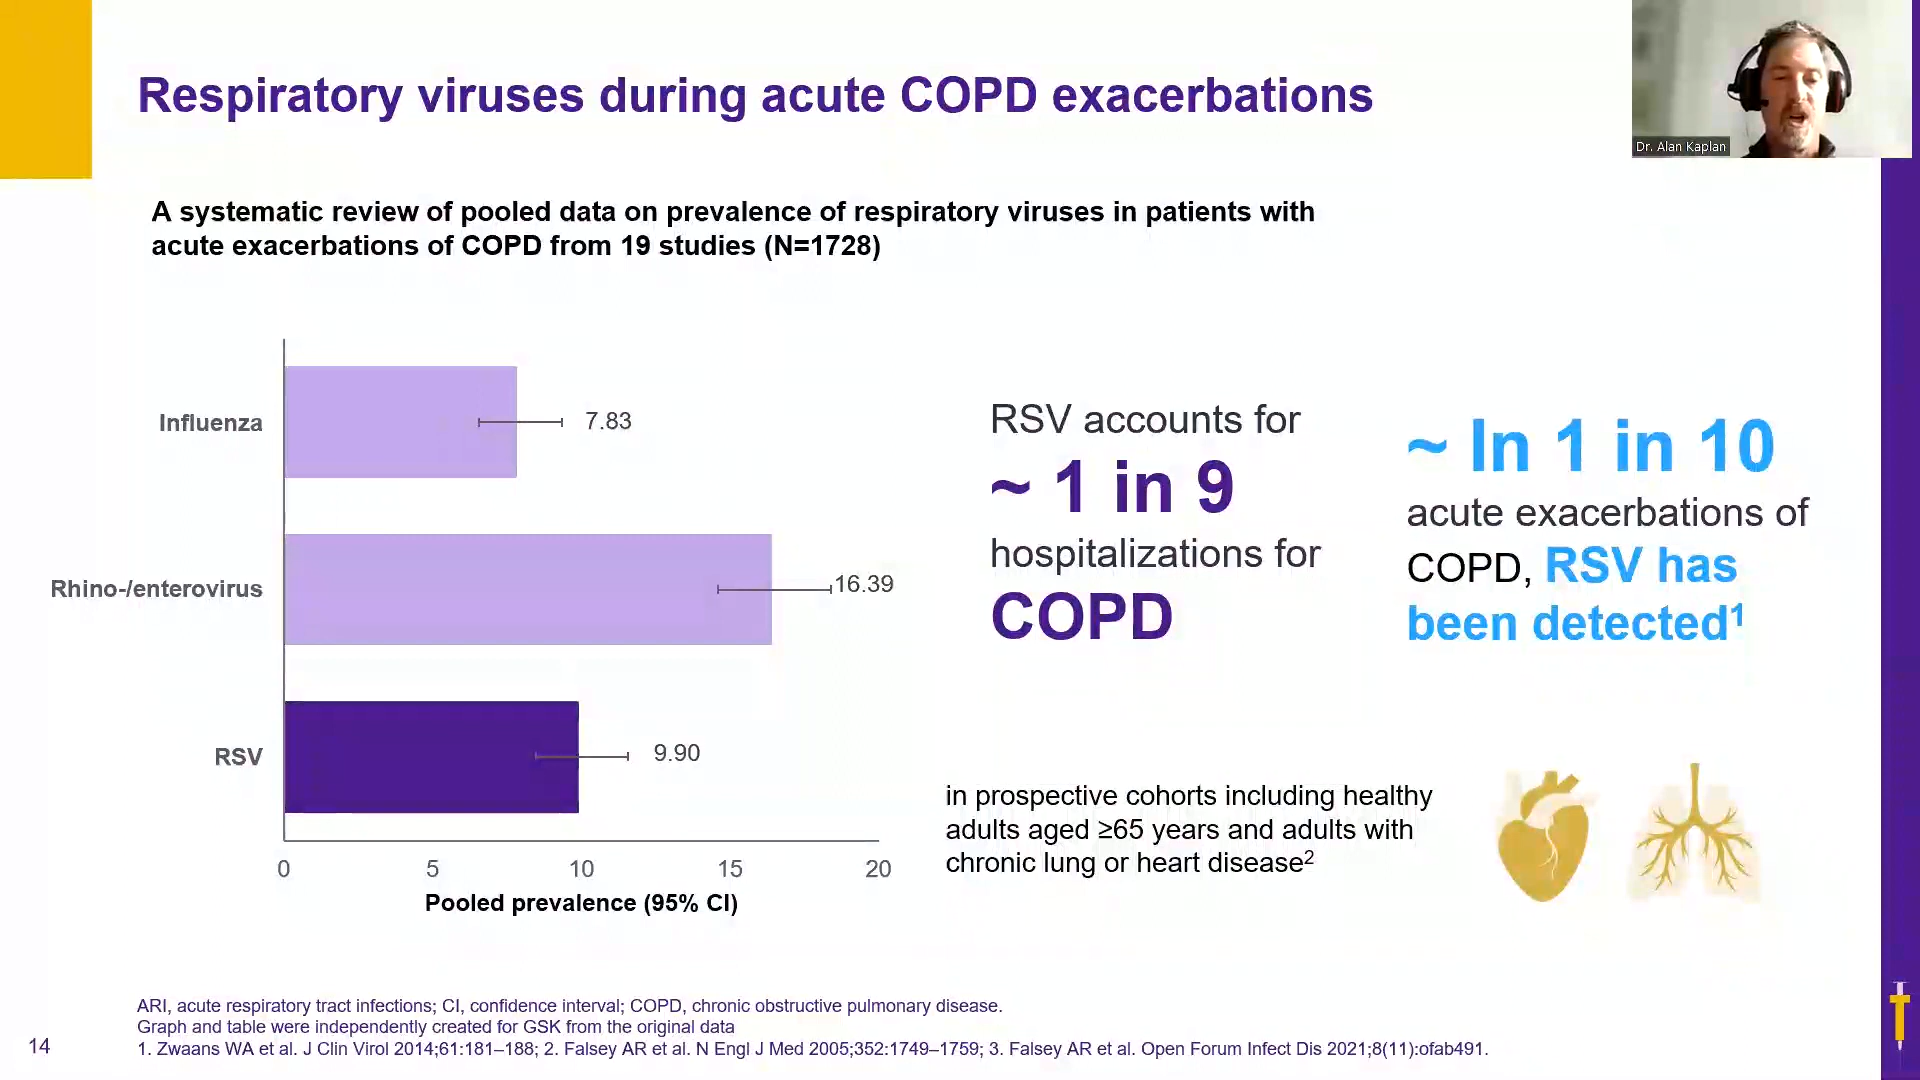 Respiratory viruses during acute COPD exacerbations
Dr. Alan Kaplan
A systematic review of pooled data on prevalence of respiratory viruses in patients with
acute exacerbations of COPD from 19 studies (N=1728)
Influenza
7.83
Rhino-/enterovirus
16.39
RSV
9.90
0 5 10 15 20
Pooled prevalence (95% CI)
RSV accounts for
~ 1 in 9
hospitalizations for
COPD
~ In 1 in 10
acute exacerbations of
COPD, RSV has
been detected¹
in prospective cohorts including healthy
adults aged ≥65 years and adults with
chronic lung or heart disease²
ARI, acute respiratory tract infections; CI, confidence interval; COPD, chronic obstructive pulmonary disease.
Graph and table were independently created for GSK from the original data
1. Zwaans WA et al. J Clin Virol 2014;61:181–188; 2. Falsey AR et al. N Engl J Med 2005;352:1749–1759; 3. Falsey AR et al. Open Forum Infect Dis 2021;8(11):ofab491.
14